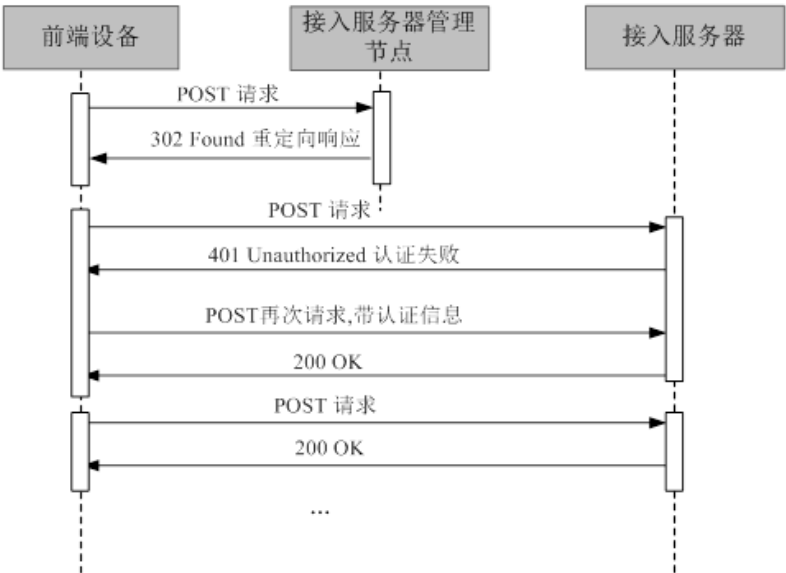 前端设备
接入服务器管理
节点
接入服务器
POST 请求
302 Found 重定向响应
POST 请求
401 Unauthorized 认证失败
POST再次请求,带认证信息
200 OK
POST 请求
200 OK
...